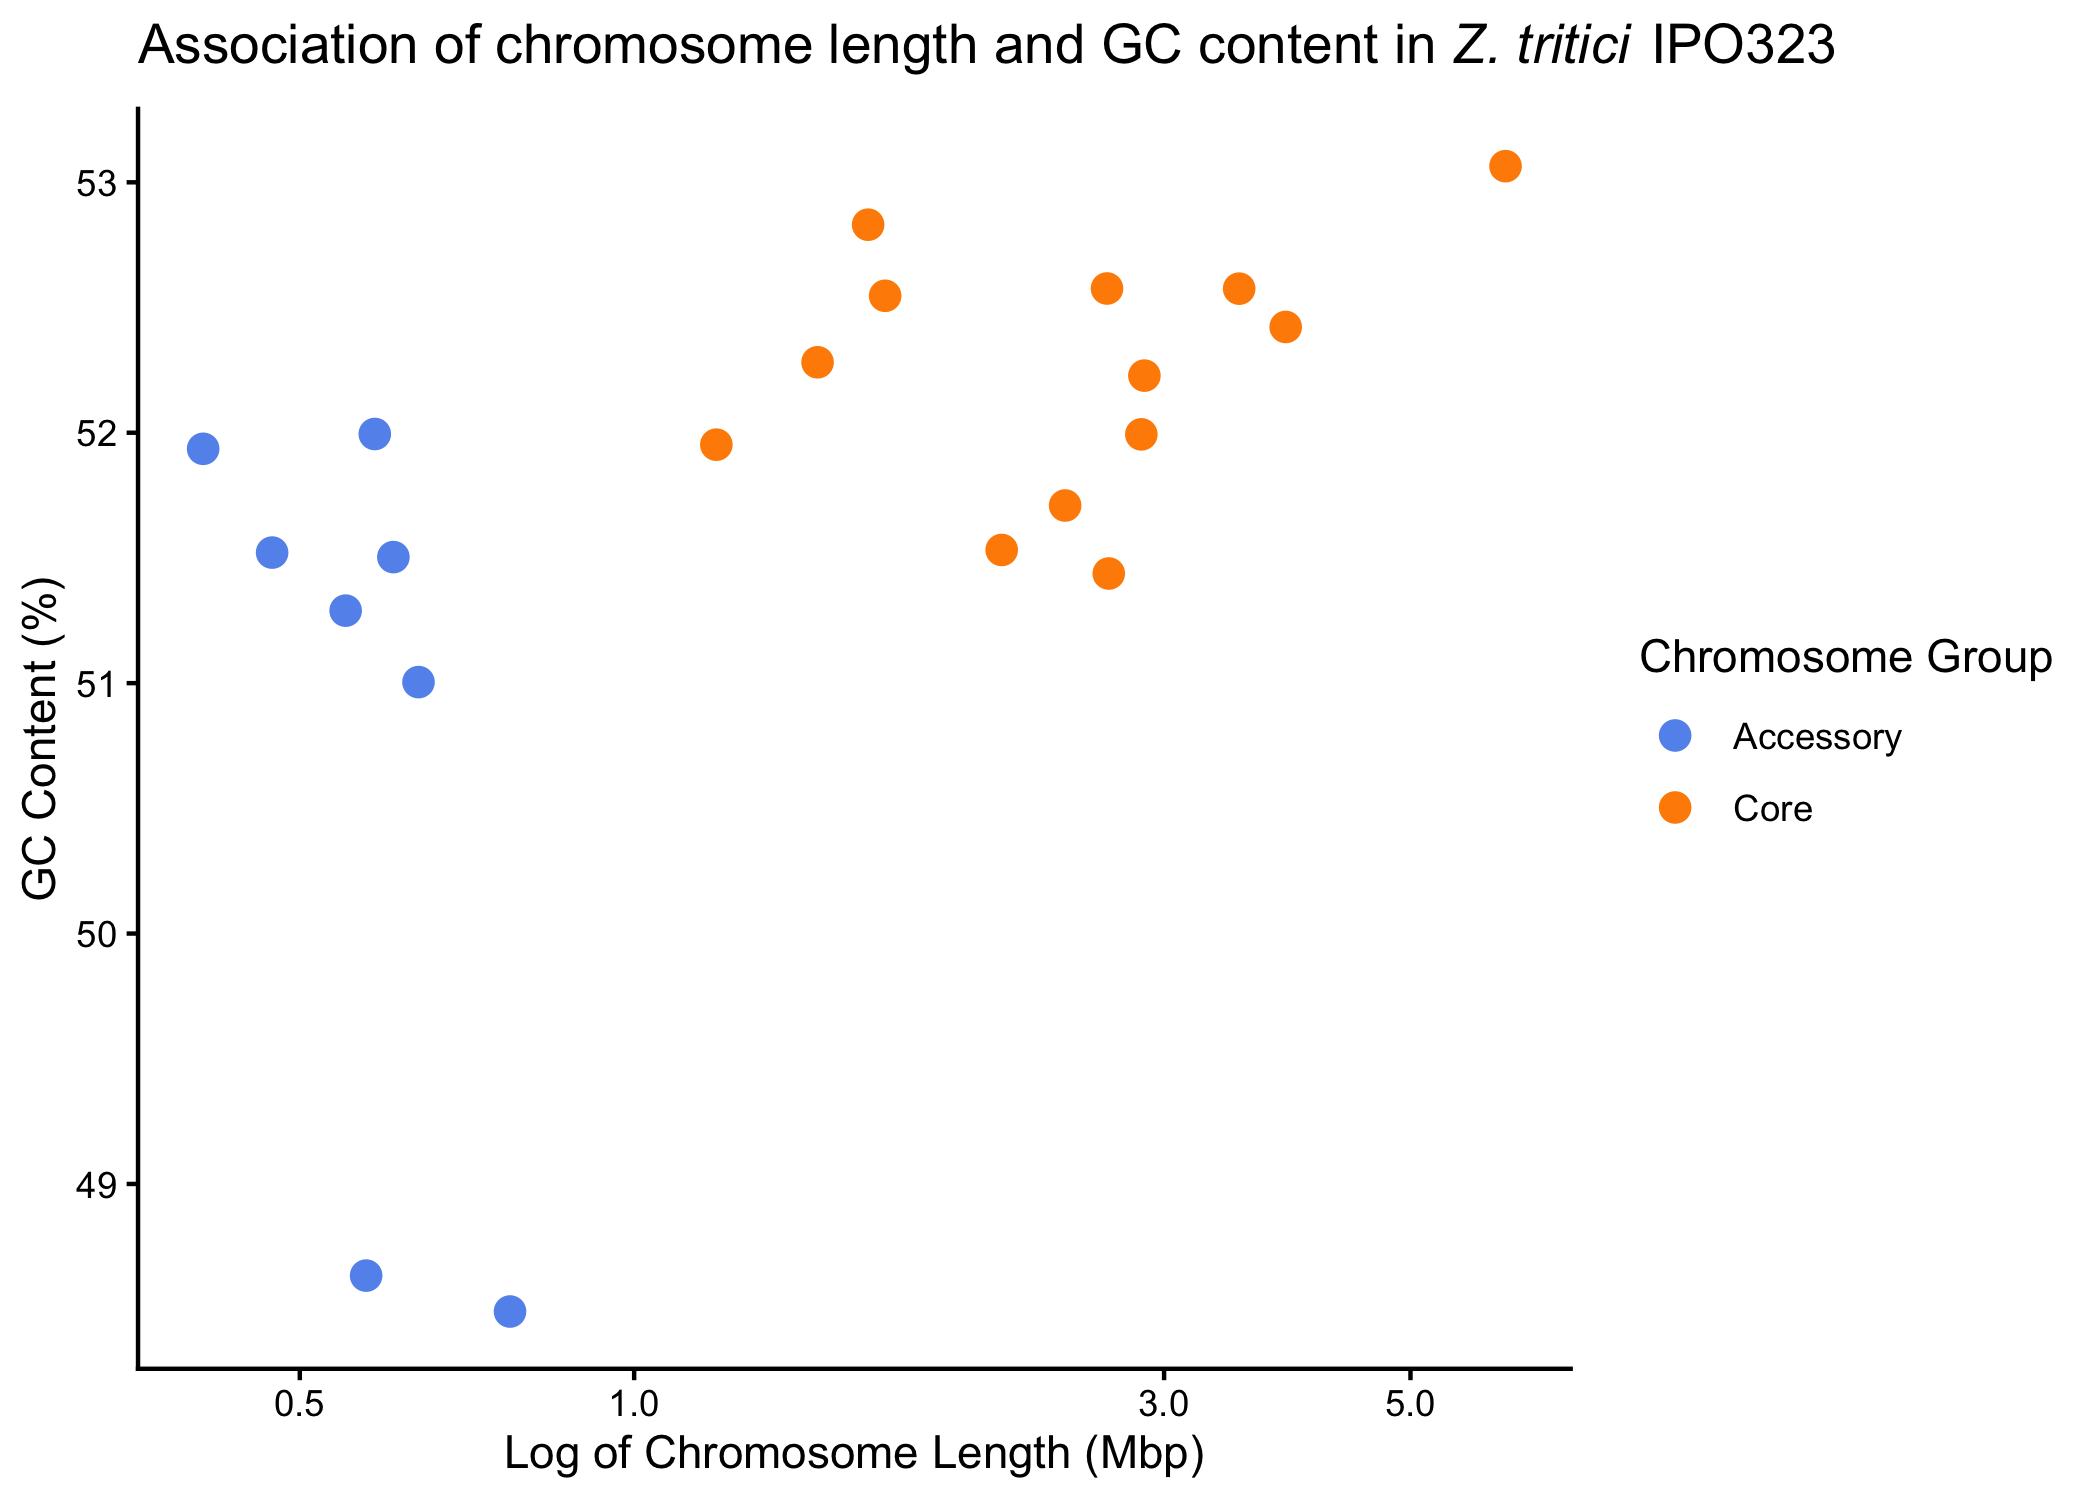 Association of chromosome length and GC content in Z. tritici IPO323
53
52
51
50
49
GC Content (%)
0.5 1.0 3.0 5.0
Log of Chromosome Length (Mbp)
Chromosome Group
Accessory
Core